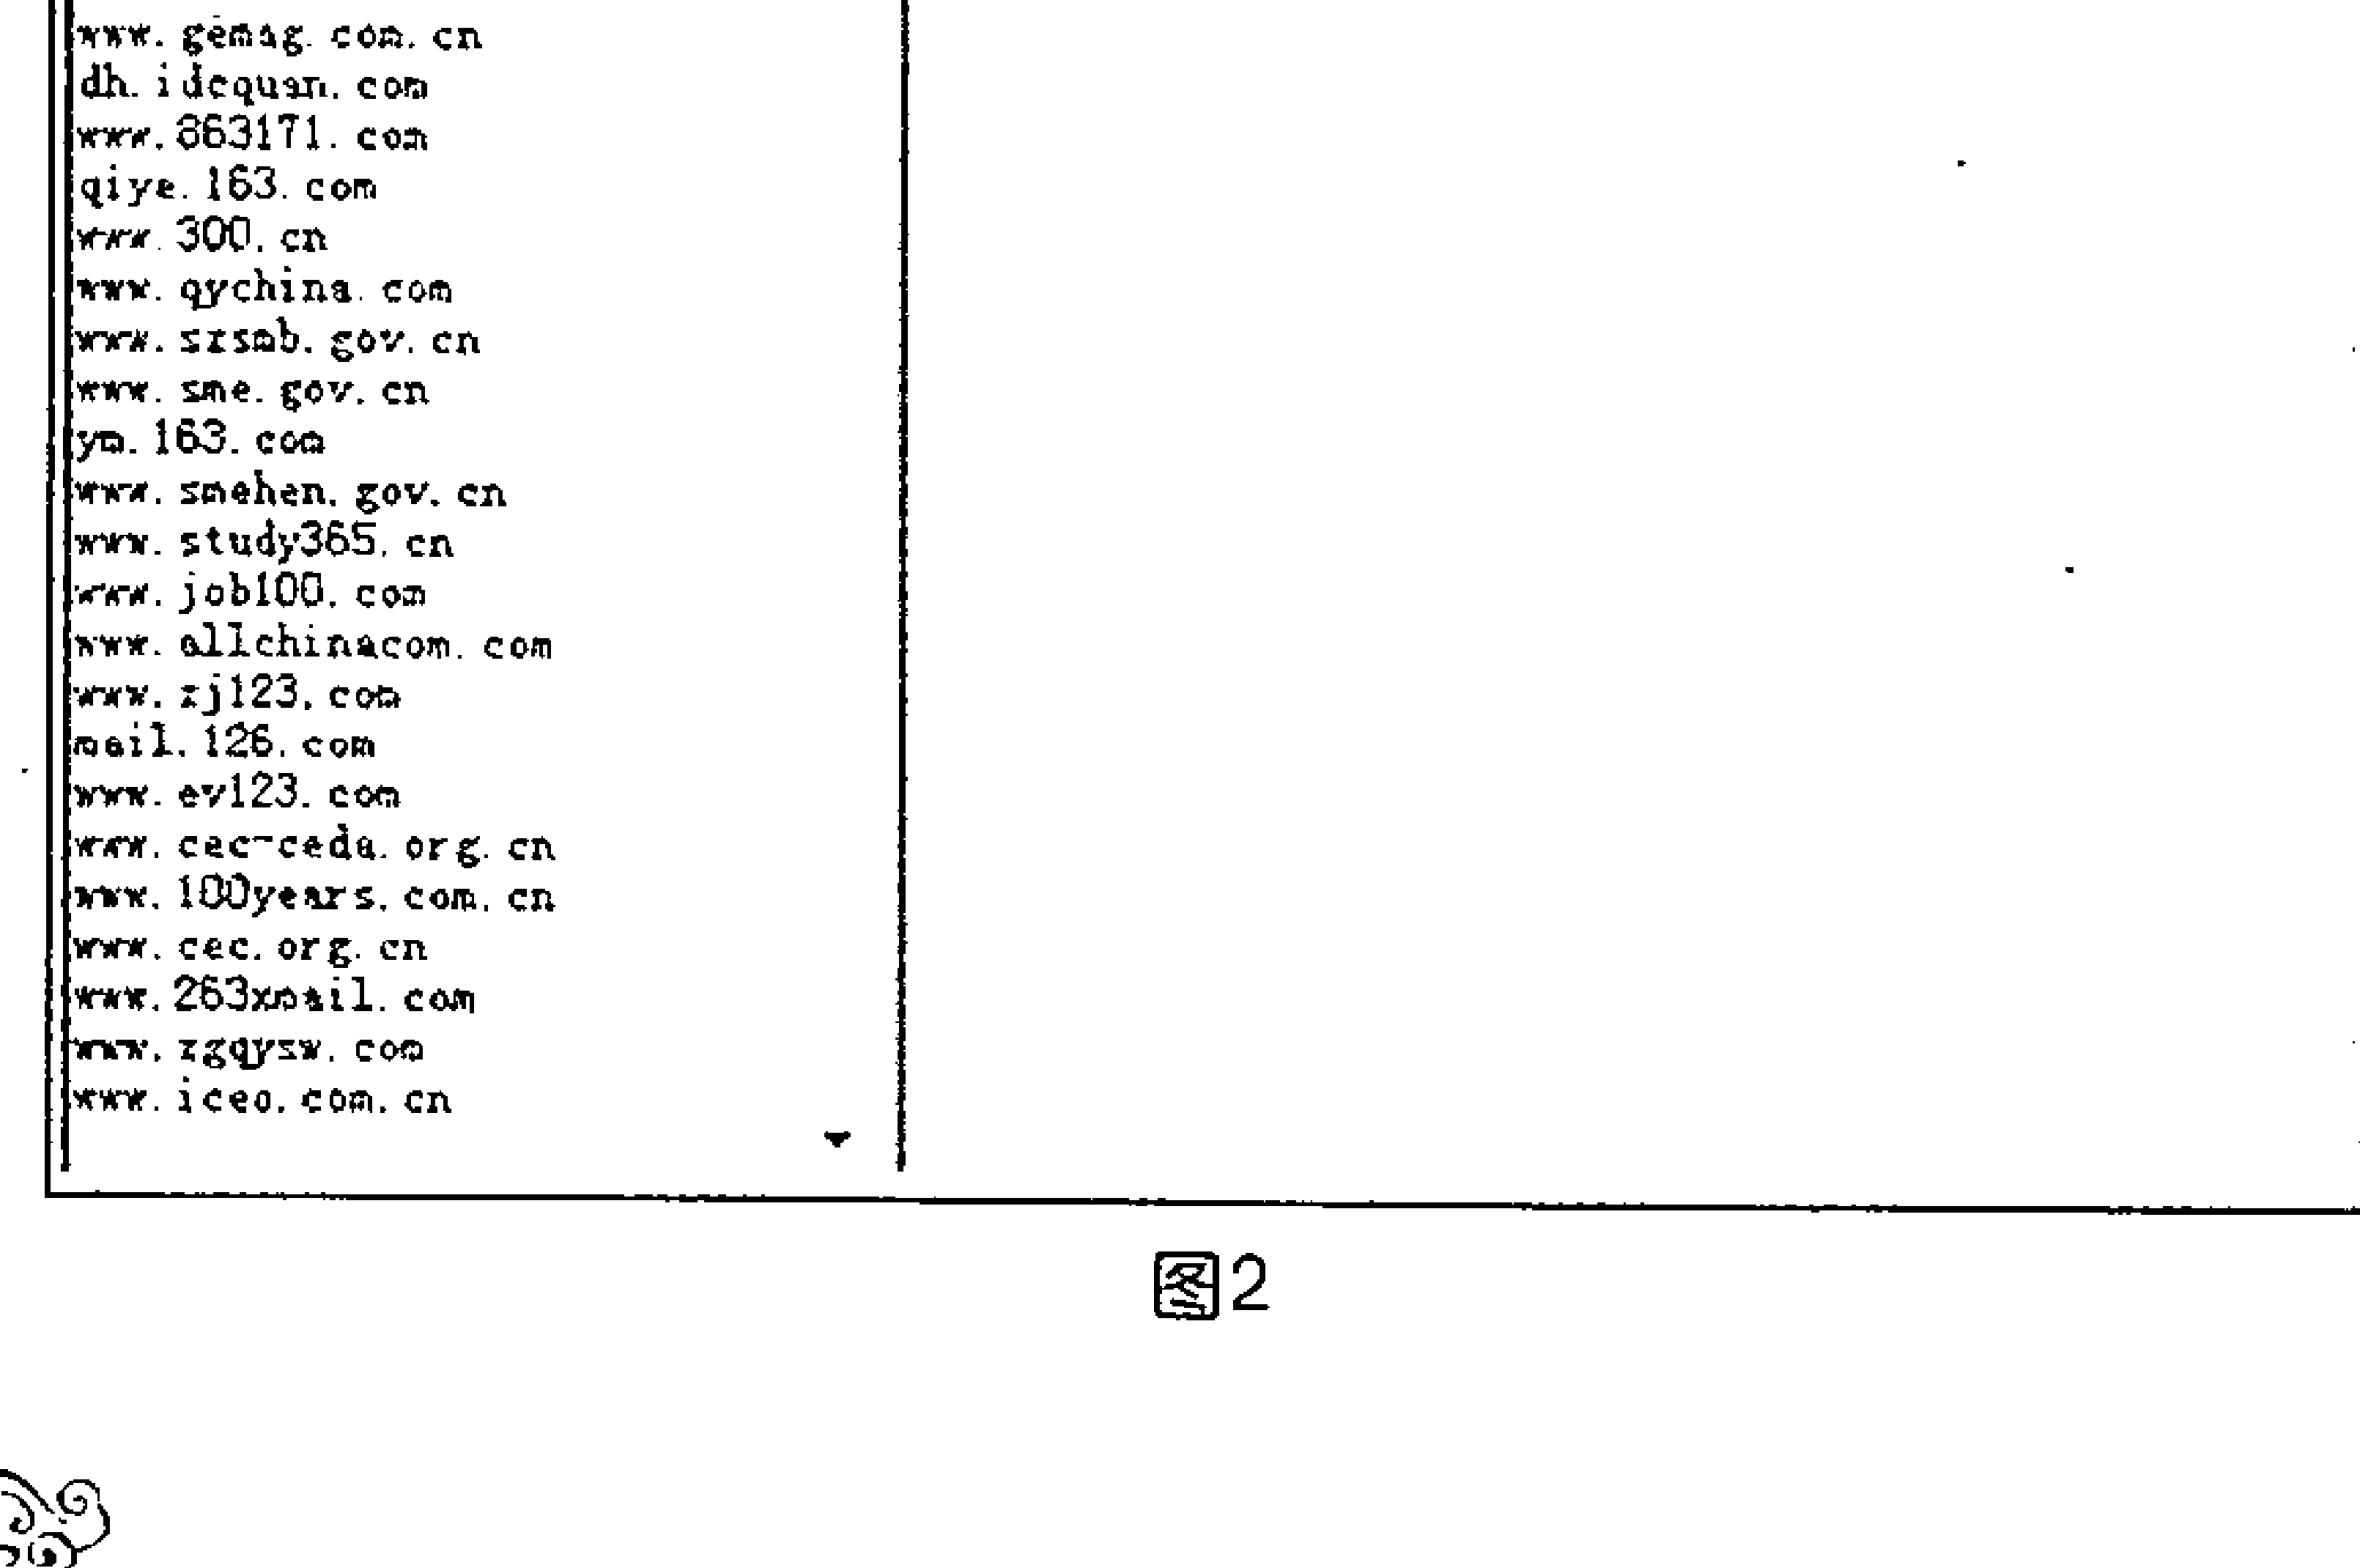 www.gemag.com.cn
dh.idcquan.com
www.863171.com
qiye.163.com
www.300.cn
www.qychina.com
www.srsmb.gov.cn
www.sme.gov.cn
ym.163.com
www.smehen.gov.cn
www.study365.cn
www.job100.com
www.allchinacom.com
www.zj123.com
mail.126.com
www.ev123.com
www.cec-ceda.org.cn
www.100years.com.cn
www.cec.org.cn
www.263xmail.com
www.zgqysw.com
www.iceo.com.cn
图2